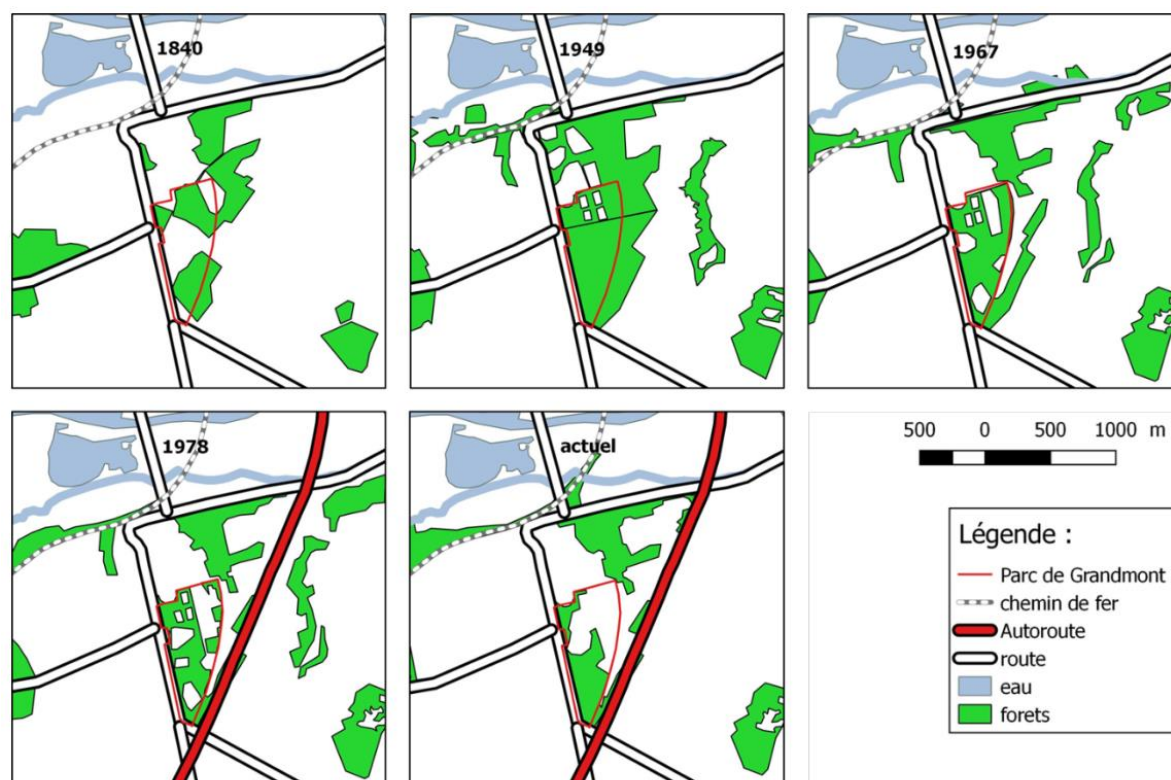 1840
1949
1967
1978
actuel
500 0 500 1000 m
Légende :
Parc de Grandmont
chemin de fer
Autoroute
route
eau
forets